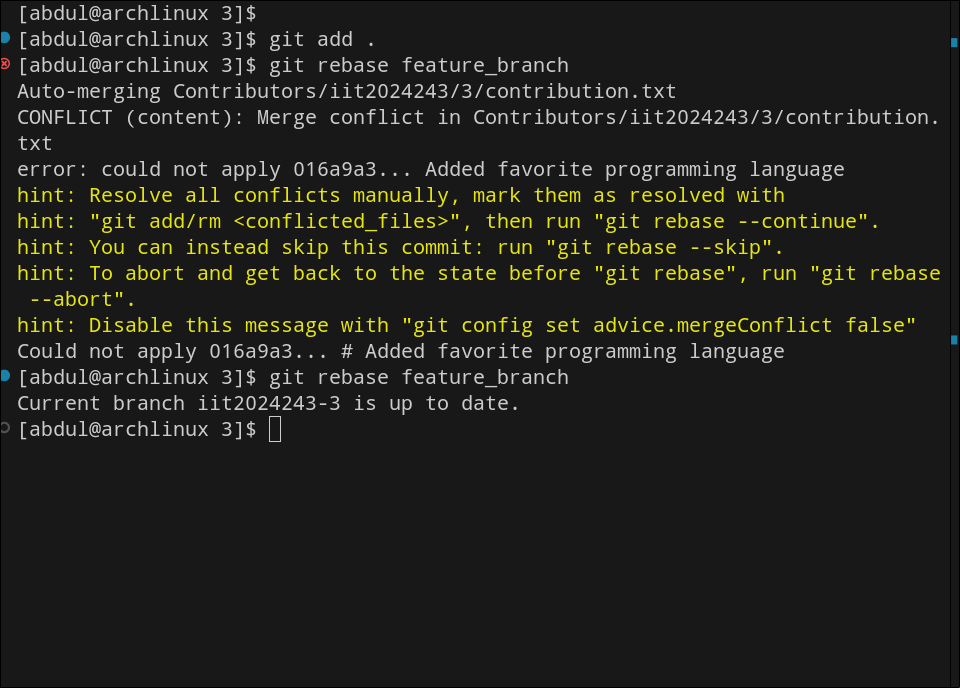 [abdul@archlinux 3]$
[abdul@archlinux 3]$ git add .
[abdul@archlinux 3]$ git rebase feature_branch
Auto-merging Contributors/iit2024243/3/contribution.txt
CONFLICT (content): Merge conflict in Contributors/iit2024243/3/contribution.
txt
error: could not apply 016a9a3... Added favorite programming language
hint: Resolve all conflicts manually, mark them as resolved with
hint: "git add/rm <conflicted_files>", then run "git rebase --continue".
hint: You can instead skip this commit: run "git rebase --skip".
hint: To abort and get back to the state before "git rebase", run "git rebase
 --abort".
hint: Disable this message with "git config set advice.mergeConflict false"
Could not apply 016a9a3... # Added favorite programming language
[abdul@archlinux 3]$ git rebase feature_branch
Current branch iit2024243-3 is up to date.
[abdul@archlinux 3]$